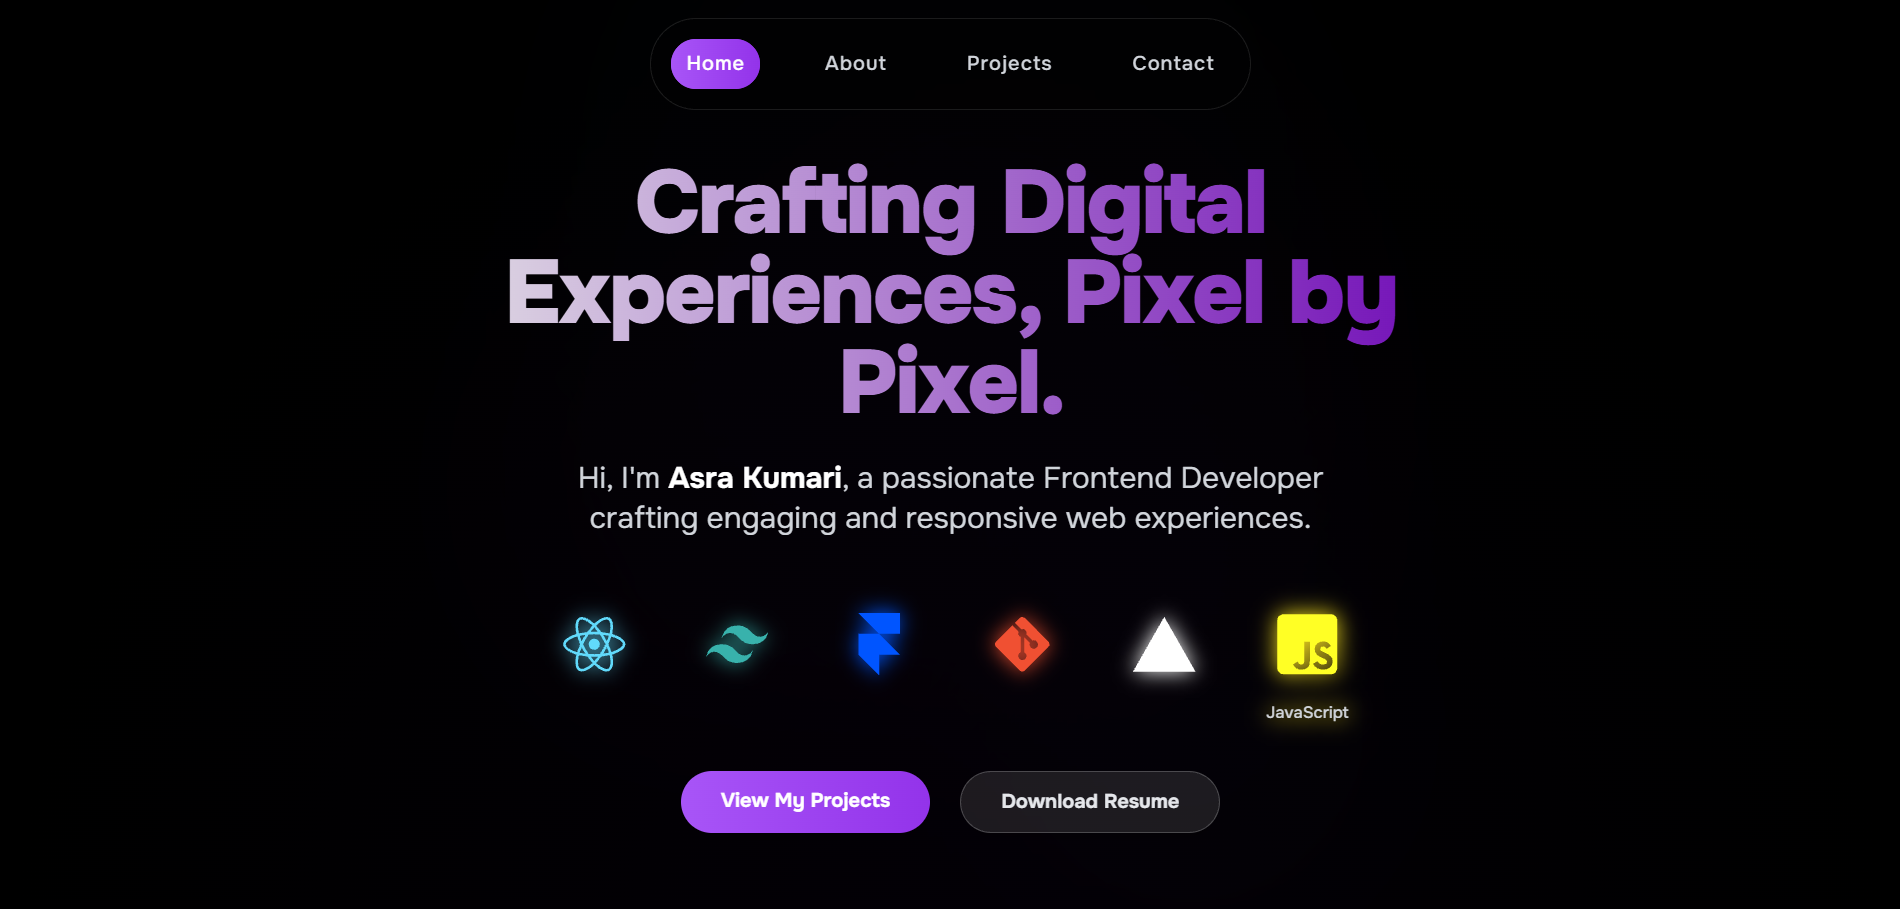 Home About Projects Contact
Crafting Digital
Experiences, Pixel by
Pixel.
Hi, I'm Asra Kumari, a passionate Frontend Developer
crafting engaging and responsive web experiences.
JS
JavaScript
View My Projects Download Resume